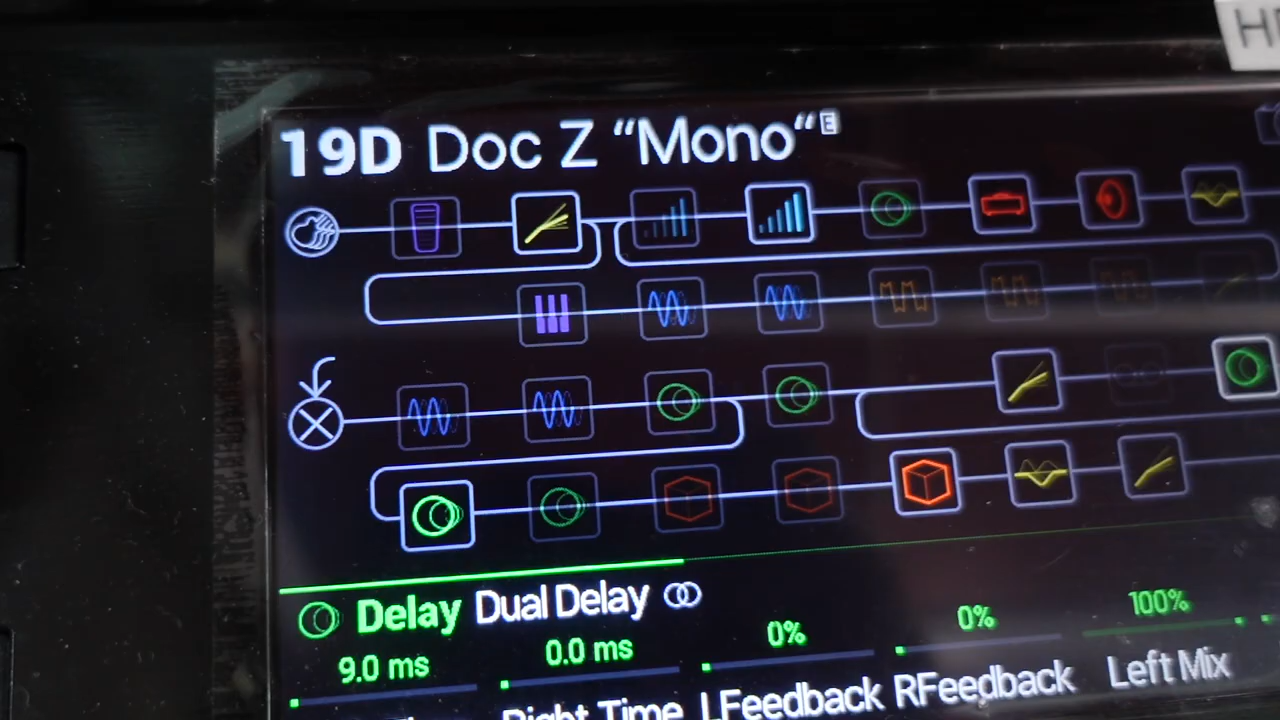 19D Doc Z “Mono“ E
Delay Dual Delay
9.0 ms 0.0 ms 0% 0% 100%
Right Time LFeedback RFeedback Left Mix